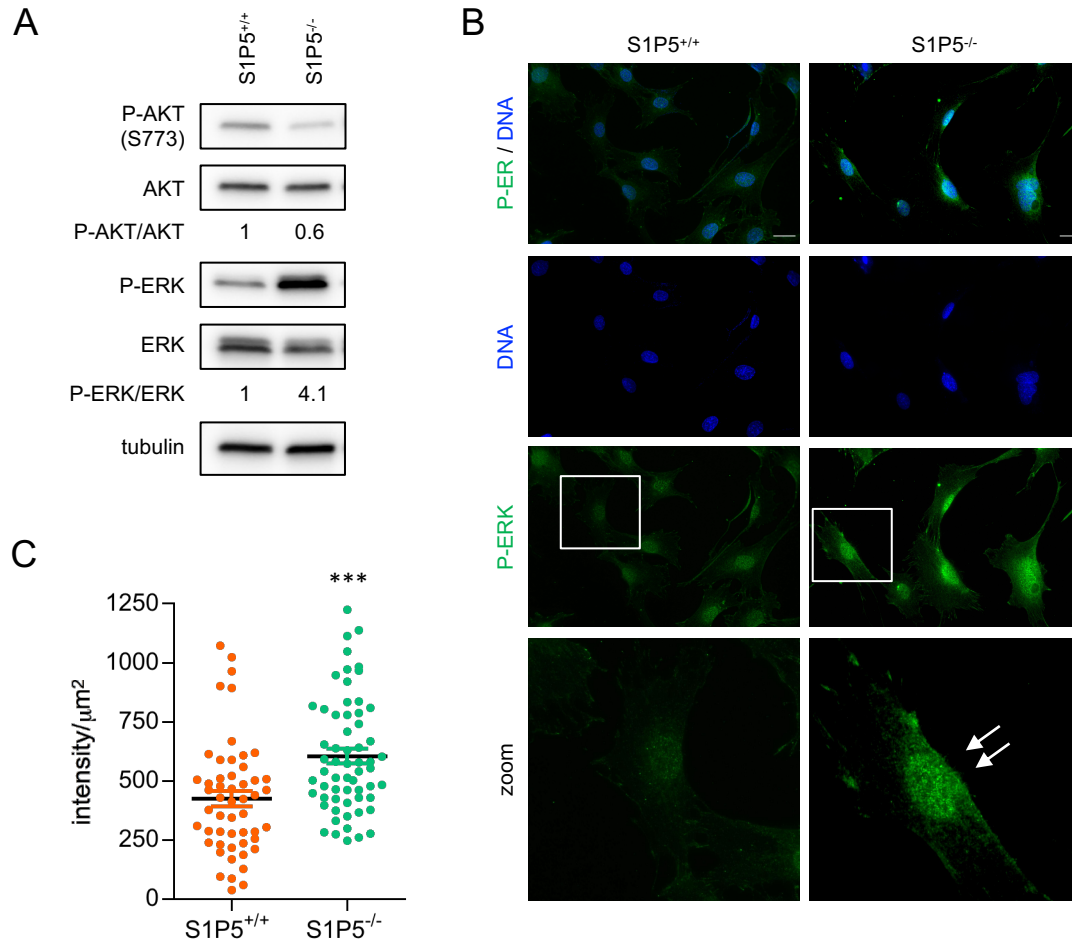 A
S1P5+/+
S1P5-/-
P-AKT
(S773)
AKT
P-AKT/AKT 1 0.6
P-ERK
ERK
P-ERK/ERK 1 4.1
tubulin
B
S1P5+/+ S1P5-/-
P-ER / DNA
DNA
P-ERK
zoom
C
***
intensity/μm²
1250
1000
750
500
250
0
S1P5+/+ S1P5-/-